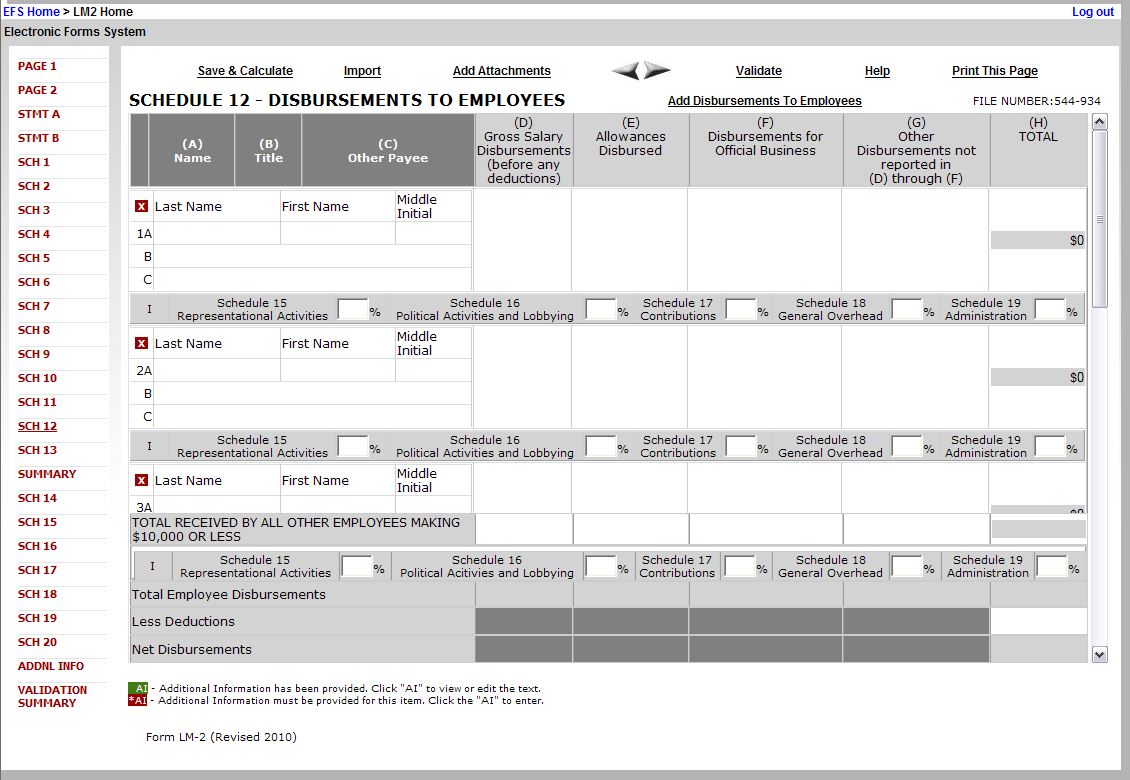 EFS Home > LM2 Home
Log out
Electronic Forms System
PAGE 1
PAGE 2
STMT A
STMT B
SCH 1
SCH 2
SCH 3
SCH 4
SCH 5
SCH 6
SCH 7
SCH 8
SCH 9
SCH 10
SCH 11
SCH 12
SCH 13
SUMMARY
SCH 14
SCH 15
SCH 16
SCH 17
SCH 18
SCH 19
SCH 20
ADDNL INFO
VALIDATION
SUMMARY
Save & Calculate
Import
Add Attachments
Validate
Help
Print This Page
SCHEDULE 12 - DISBURSEMENTS TO EMPLOYEES
Add Disbursements To Employees
FILE NUMBER:544-934
(A)
Name
(B)
Title
(C)
Other Payee
(D)
Gross Salary
Disbursements
(before any
deductions)
(E)
Allowances
Disbursed
(F)
Disbursements for
Official Business
(G)
Other
Disbursements not
reported in
(D) through (F)
(H)
TOTAL
X
Last Name
First Name
Middle
Initial
1A
B
C
$0
I
Schedule 15
Representational Activities
%
Schedule 16
Political Activities and Lobbying
%
Schedule 17
Contributions
%
Schedule 18
General Overhead
%
Schedule 19
Administration
%
X
Last Name
First Name
Middle
Initial
2A
B
C
$0
I
Schedule 15
Representational Activities
%
Schedule 16
Political Activities and Lobbying
%
Schedule 17
Contributions
%
Schedule 18
General Overhead
%
Schedule 19
Administration
%
X
Last Name
First Name
Middle
Initial
3A
$0
TOTAL RECEIVED BY ALL OTHER EMPLOYEES MAKING
$10,000 OR LESS
I
Schedule 15
Representational Activities
%
Schedule 16
Political Acitivies and Lobbying
%
Schedule 17
Contributions
%
Schedule 18
General Overhead
%
Schedule 19
Administration
%
Total Employee Disbursements
Less Deductions
Net Disbursements
AI - Additional Information has been provided. Click "AI" to view or edit the text.
*AI - Additional Information must be provided for this item. Click the "AI" to enter.
Form LM-2 (Revised 2010)